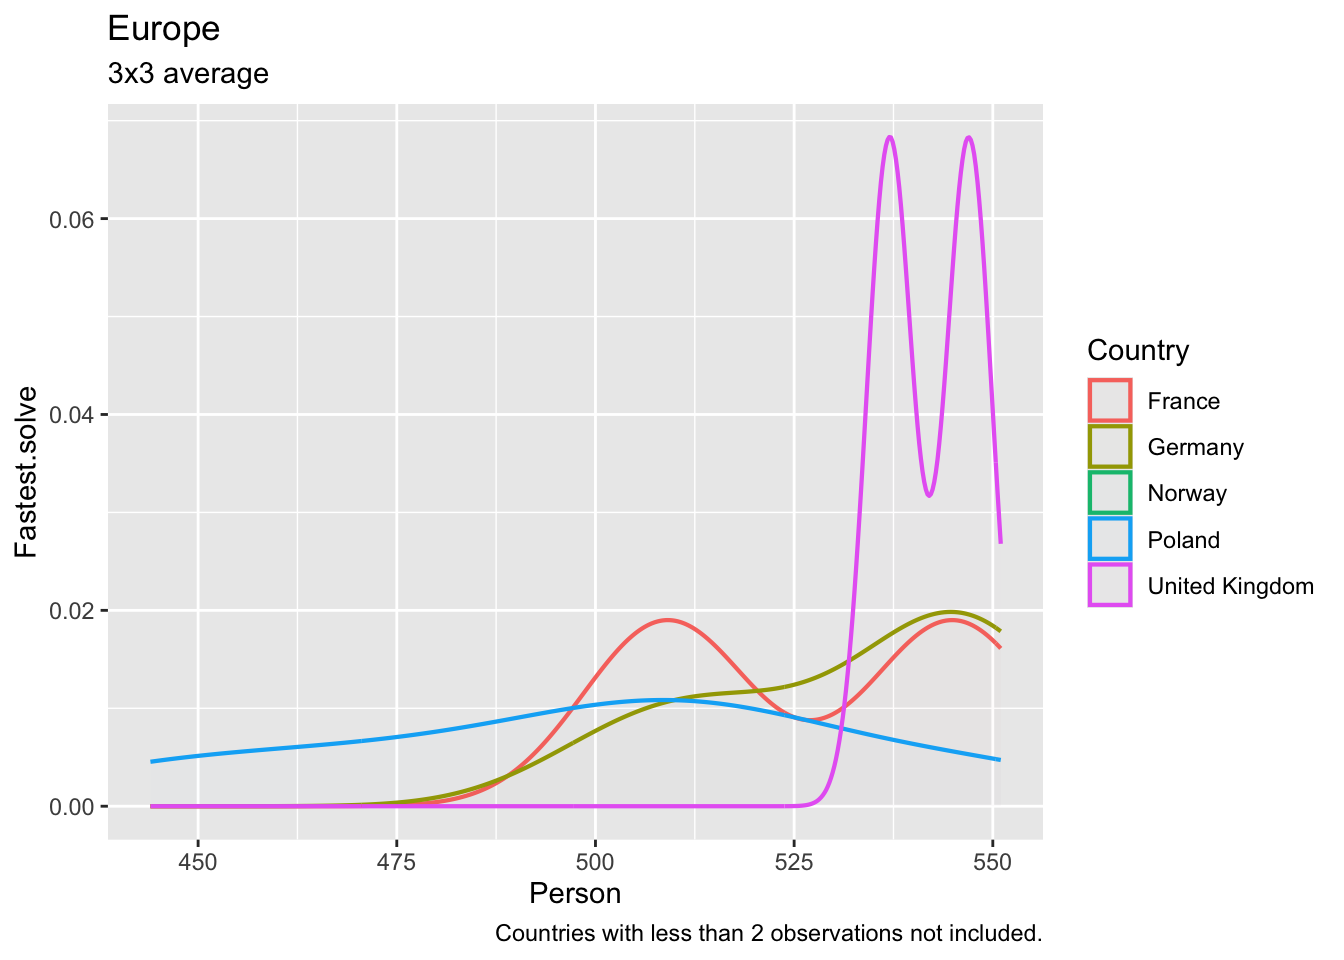 Europe
3x3 average
Fastest.solve
0.06
0.04
0.02
0.00
450 475 500 525 550
Person
Countries with less than 2 observations not included.
Country
France
Germany
Norway
Poland
United Kingdom